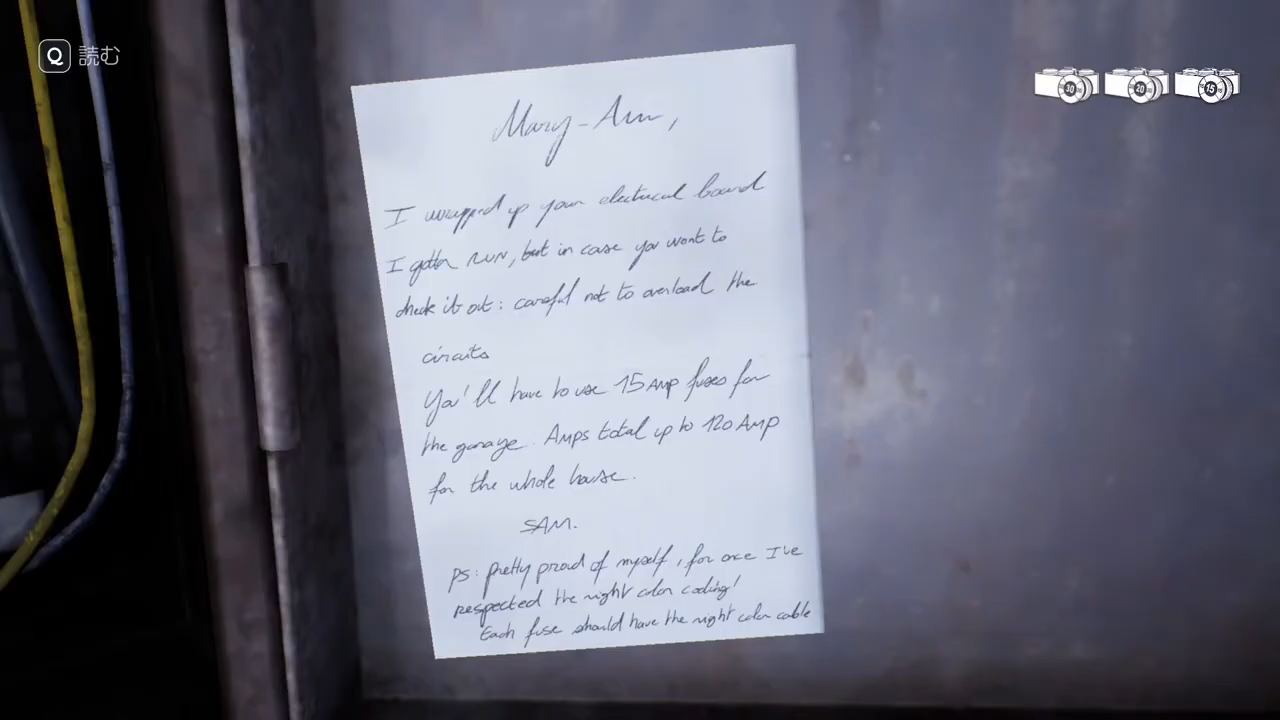 Q 読む
30 20 15
Mary-Ann,
I wrapped up your electrical board
I gotta RUN, but in case you want to
check it out: careful not to overload the
circuits
You'll have to use 15 AMP fuses for
the garage. Amps total up to 120 AMP
for the whole house.
SAM.
PS: pretty proud of myself, for once I've
respected the right color coding!
Each fuse should have the right color cable